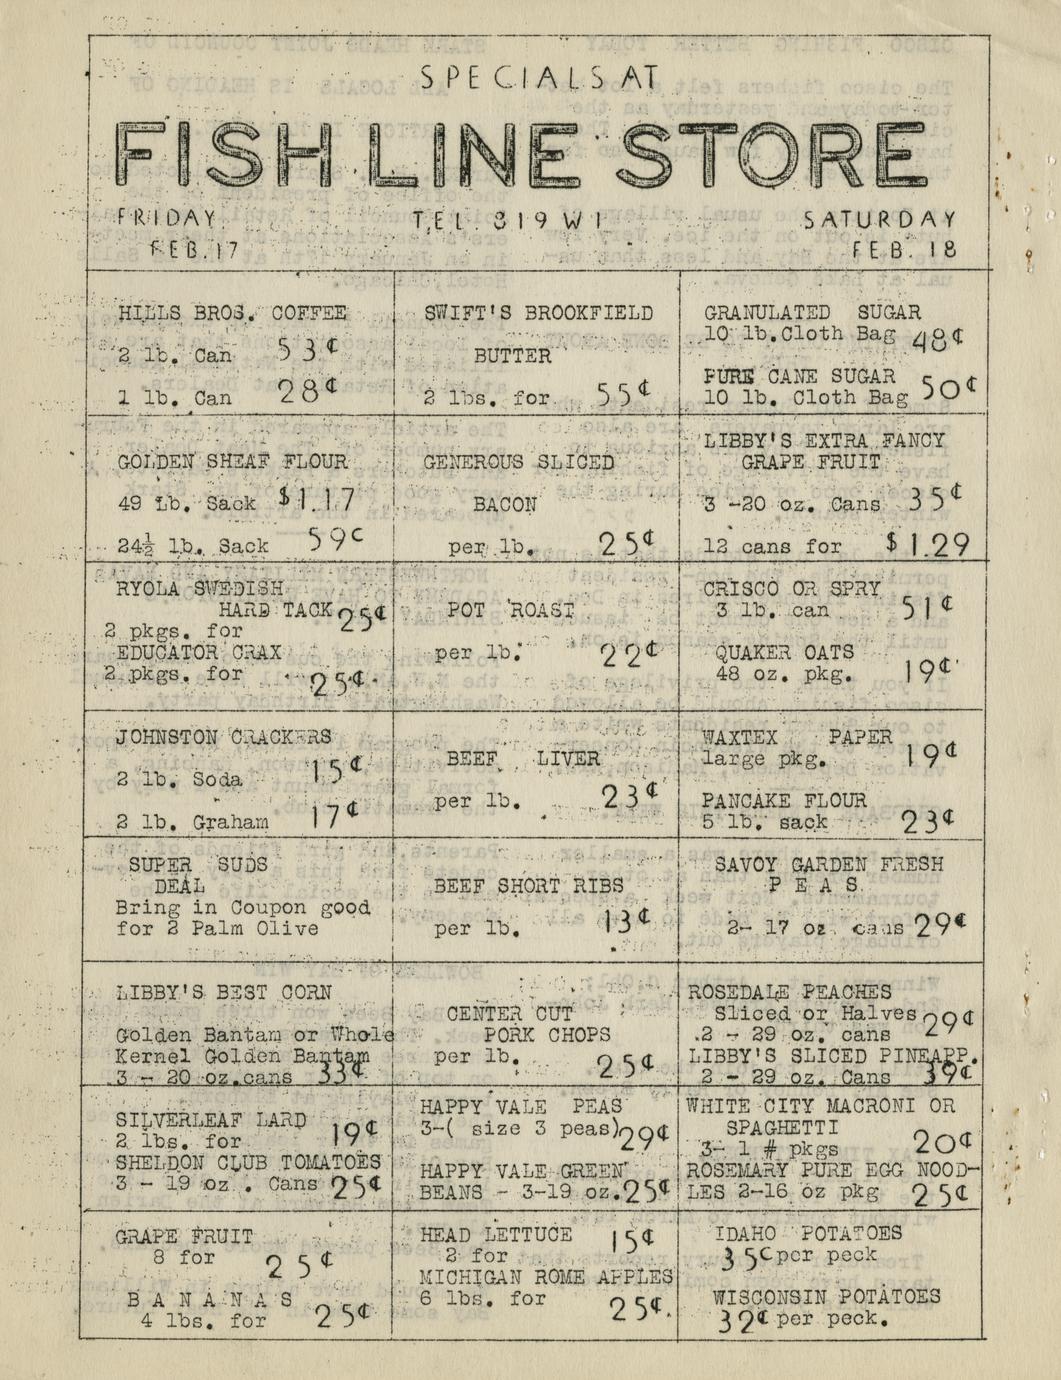 SPECIALS AT
FISH LINE STORE
FRIDAY TEL 319 W 1 SATURDAY
FEB. 17 FEB. 18
HILLS BROS. COFFEE
2 lb. Can 53¢
1 lb. Can 28¢
SWIFT'S BROOKFIELD
BUTTER
2 lbs. for 55¢
GRANULATED SUGAR
10 lb. Cloth Bag 48¢
PURE CANE SUGAR
10 lb. Cloth Bag 50¢
GOLDEN SHEAF FLOUR
49 Lb. Sack $1.17
24½ lb. Sack 59¢
GENEROUS SLICED
BACON
per lb. 25¢
LIBBY'S EXTRA FANCY
GRAPE FRUIT
3 -20 oz. Cans 35¢
12 cans for $1.29
RYOLA SWEDISH
HARD TACK 25¢
2 pkgs. for
EDUCATOR CRAX
2 pkgs. for 25¢
POT ROAST
per lb. 22¢
CRISCO OR SPRY
3 lb. can 51¢
QUAKER OATS
48 oz. pkg. 19¢
JOHNSTON CRACKERS
2 lb. Soda 15¢
2 lb. Graham 17¢
BEEF LIVER
per lb. 23¢
WAXTEX PAPER
large pkg. 19¢
PANCAKE FLOUR
5 lb. sack 23¢
SUPER SUDS
DEAL
Bring in Coupon good
for 2 Palm Olive
BEEF SHORT RIBS
per lb. 13¢
SAVOY GARDEN FRESH
P E A S
2- 17 oz. cans 29¢
LIBBY'S BEST CORN
Golden Bantam or Whole
Kernel Golden Bantam
3 - 20 oz.cans 33¢
CENTER CUT
PORK CHOPS
per lb. 25¢
ROSEDALE PEACHES
Sliced or Halves 29¢
2 - 29 oz. cans
LIBBY'S SLICED PINEAPP.
2 - 29 oz. Cans 39¢
SILVERLEAF LARD
2 lbs. for 19¢
SHELDON CLUB TOMATOES
3 - 19 oz . Cans 25¢
HAPPY VALE PEAS
3-( size 3 peas) 29¢
HAPPY VALE GREEN
BEANS - 3-19 oz. 25¢
WHITE CITY MACRONI OR
SPAGHETTI
3- 1 # pkgs 20¢
ROSEMARY PURE EGG NOOD-
LES 2-16 oz pkg 25¢
GRAPE FRUIT
8 for 25¢
B A N A N A S
4 lbs. for 25¢
HEAD LETTUCE 15¢
2 for
MICHIGAN ROME APPLES
6 lbs. for 25¢.
IDAHO POTATOES
35¢ per peck
WISCONSIN POTATOES
32¢ per peck.